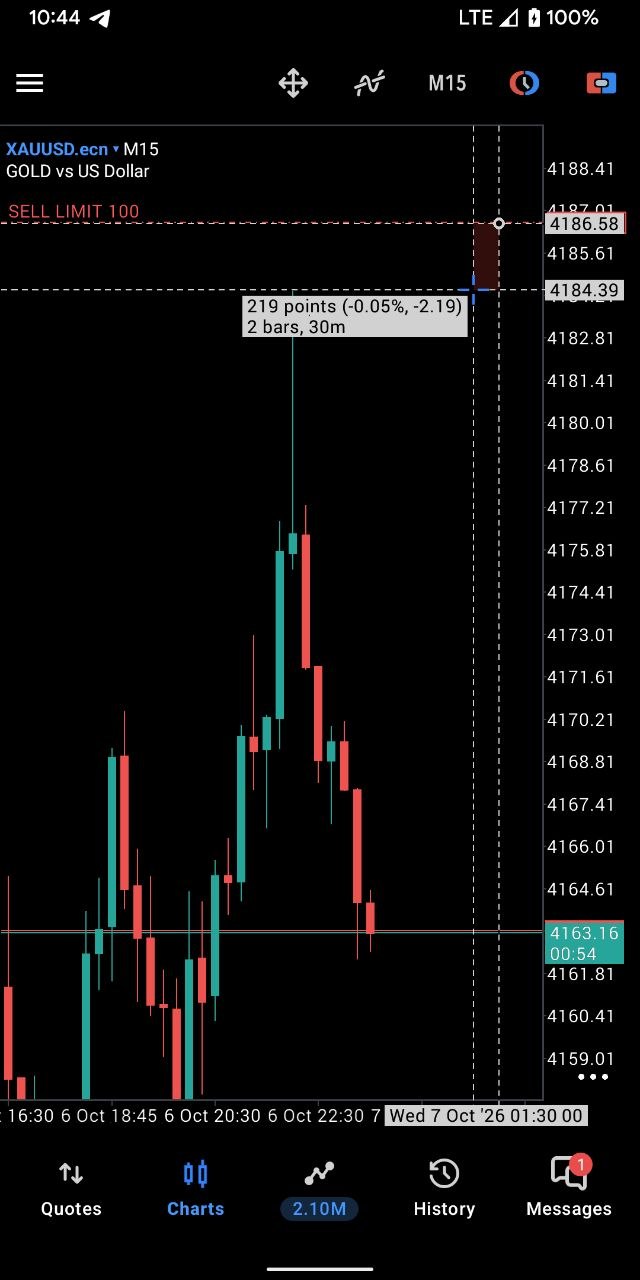 10:44
LTE 100%
M15
XAUUSD.ecn ▾ M15
GOLD vs US Dollar
SELL LIMIT 100
4188.41
4187.01
4186.58
4185.61
4184.39
219 points (-0.05%, -2.19)
2 bars, 30m
4182.81
4181.41
4180.01
4178.61
4177.21
4175.81
4174.41
4173.01
4171.61
4170.21
4168.81
4167.41
4166.01
4164.61
4163.16
00:54
4161.81
4160.41
4159.01
16:30 6 Oct 18:45 6 Oct 20:30 6 Oct 22:30 7 Wed 7 Oct '26 01:30 00
1
Quotes Charts 2.10M History Messages